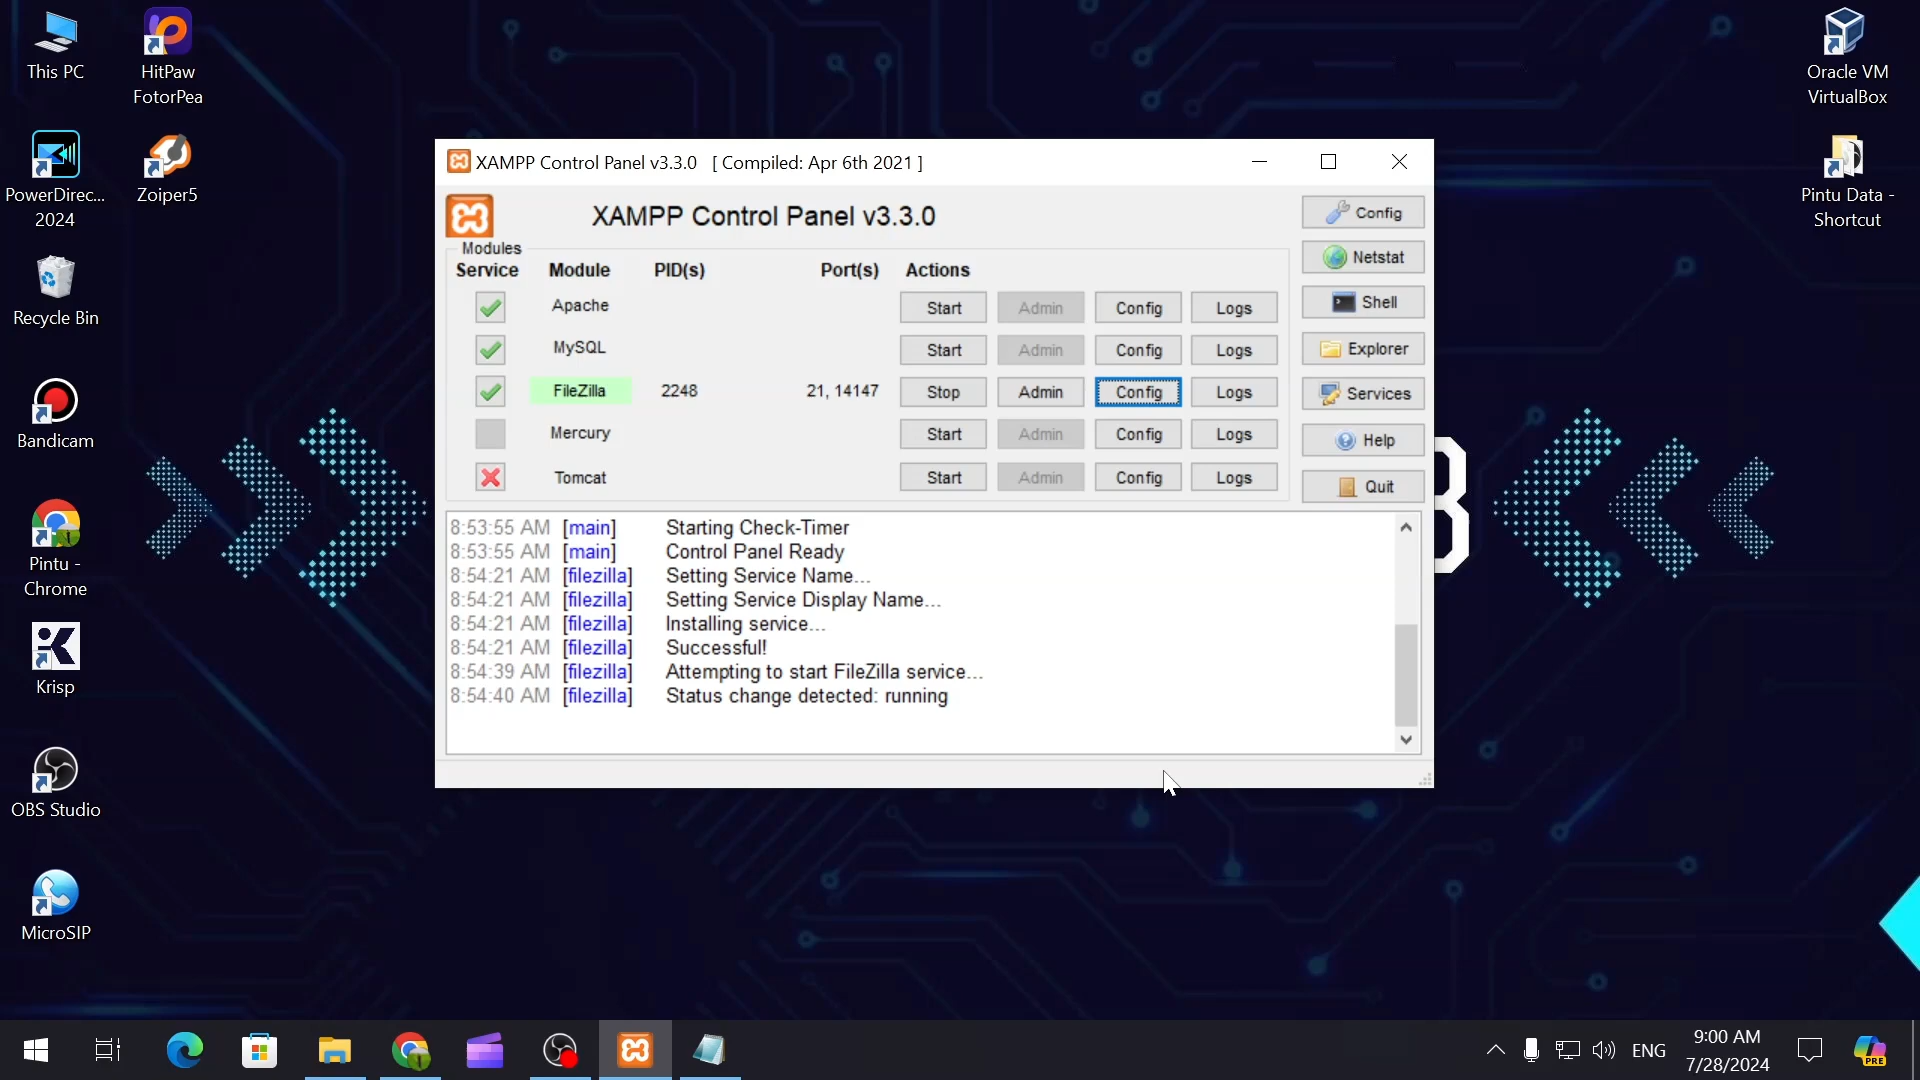 This PC
HitPaw
FotorPea
PowerDirec...
2024
Zoiper5
Recycle Bin
Bandicam
Pintu -
Chrome
Krisp
OBS Studio
MicroSIP
Oracle VM
VirtualBox
Pintu Data -
Shortcut
XAMPP Control Panel v3.3.0 [ Compiled: Apr 6th 2021 ]
XAMPP Control Panel v3.3.0
Modules
Service Module PID(s) Port(s) Actions
Apache Start Admin Config Logs
MySQL Start Admin Config Logs
FileZilla 2248 21, 14147 Stop Admin Config Logs
Mercury Start Admin Config Logs
Tomcat Start Admin Config Logs
Config
Netstat
Shell
Explorer
Services
Help
Quit
8:53:55 AM [main] Starting Check-Timer
8:53:55 AM [main] Control Panel Ready
8:54:21 AM [filezilla] Setting Service Name...
8:54:21 AM [filezilla] Setting Service Display Name...
8:54:21 AM [filezilla] Installing service...
8:54:21 AM [filezilla] Successful!
8:54:39 AM [filezilla] Attempting to start FileZilla service...
8:54:40 AM [filezilla] Status change detected: running
ENG
9:00 AM
7/28/2024
PRE